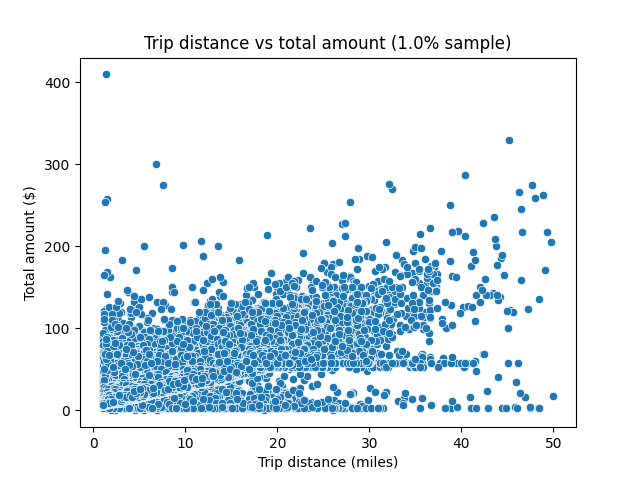 Trip distance vs total amount (1.0% sample)
400
300
200
100
0
Total amount ($)
0 10 20 30 40 50
Trip distance (miles)